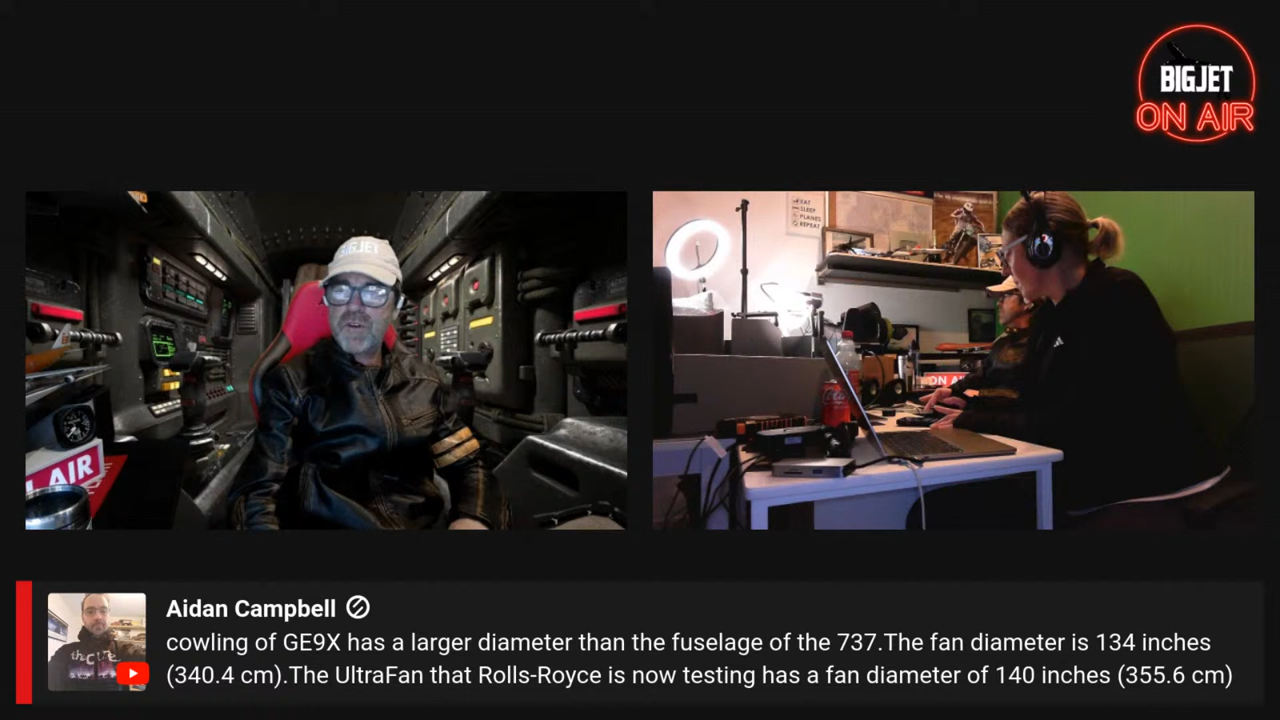 BIGJET
ON AIR
BIGJET
EAT
SLEEP
PLANES
REPEAT
ON AI
AIR
Aidan Campbell
cowling of GE9X has a larger diameter than the fuselage of the 737.The fan diameter is 134 inches
(340.4 cm).The UltraFan that Rolls-Royce is now testing has a fan diameter of 140 inches (355.6 cm)